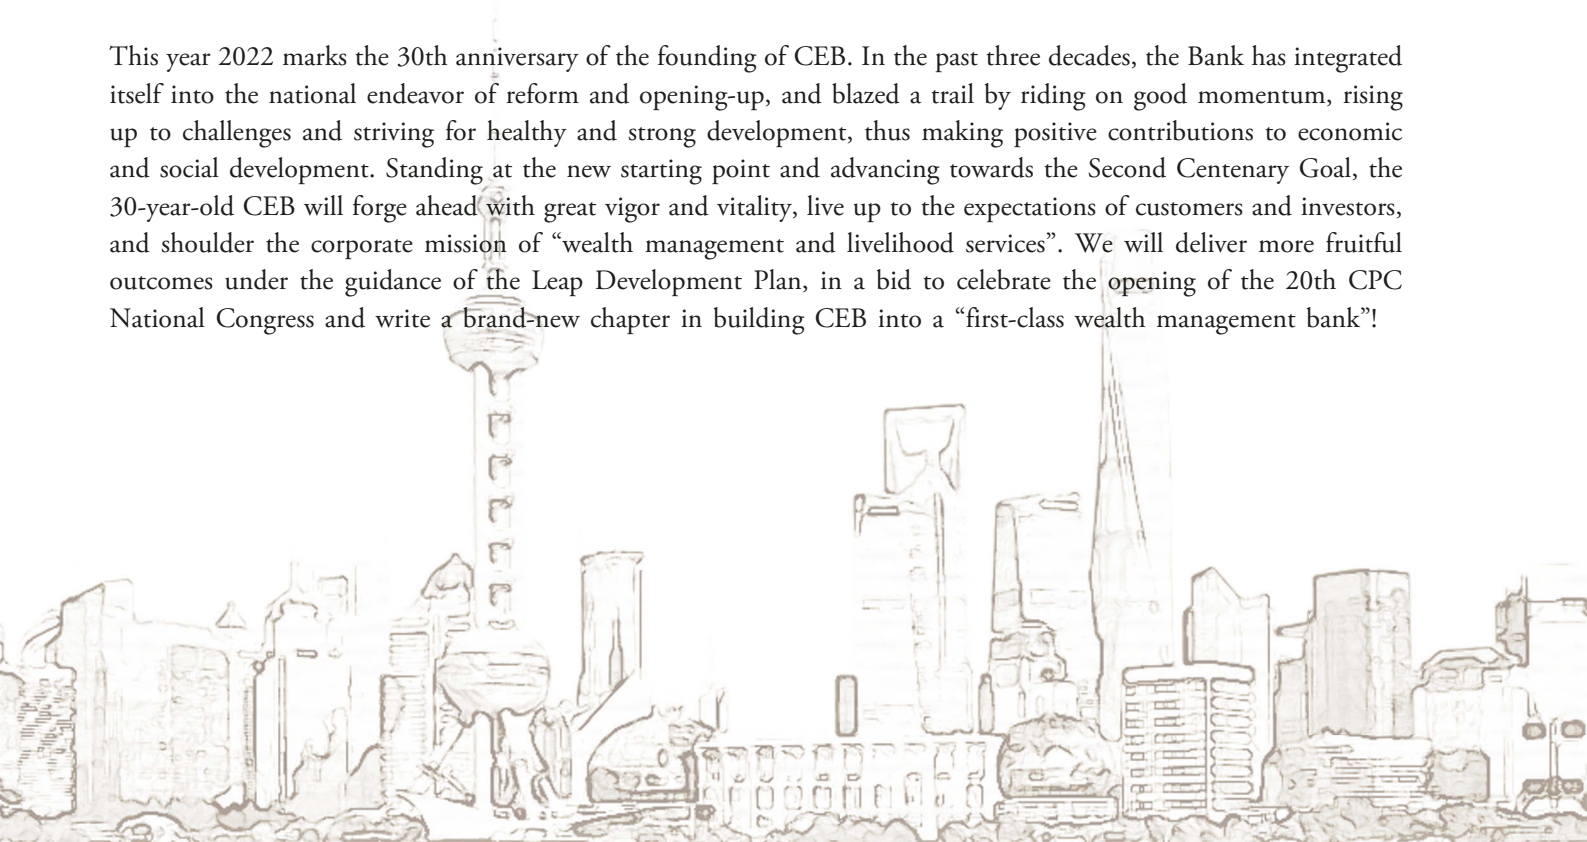 This year 2022 marks the 30th anniversary of the founding of CEB. In the past three decades, the Bank has integrated
itself into the national endeavor of reform and opening-up, and blazed a trail by riding on good momentum, rising
up to challenges and striving for healthy and strong development, thus making positive contributions to economic
and social development. Standing at the new starting point and advancing towards the Second Centenary Goal, the
30-year-old CEB will forge ahead with great vigor and vitality, live up to the expectations of customers and investors,
and shoulder the corporate mission of “wealth management and livelihood services”. We will deliver more fruitful
outcomes under the guidance of the Leap Development Plan, in a bid to celebrate the opening of the 20th CPC
National Congress and write a brand-new chapter in building CEB into a “first-class wealth management bank”!